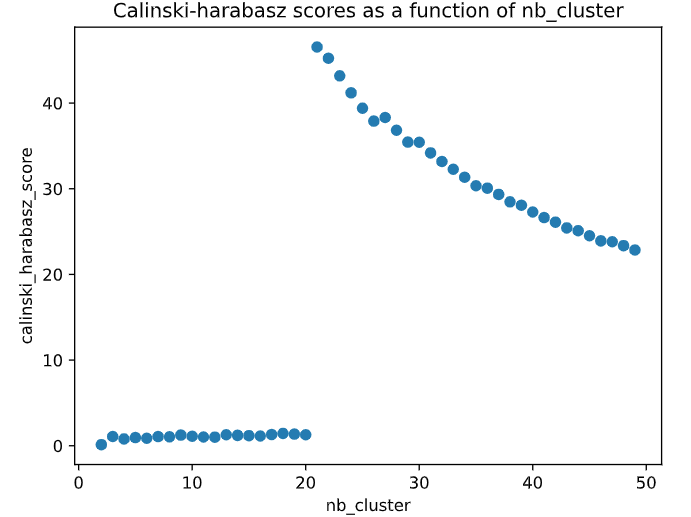 Calinski-harabasz scores as a function of nb_cluster
calinski_harabasz_score
40
30
20
10
0
0 10 20 30 40 50
nb_cluster